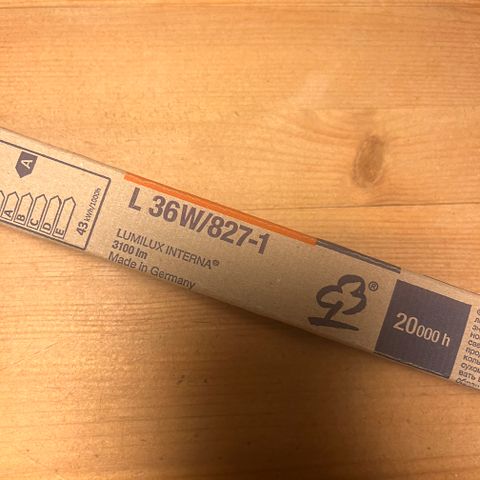 A
A
B
C
D
E
43 kWh/1000h
L 36W/827-1
LUMILUX INTERNA®
3100 lm
Made in Germany
®
20000 h